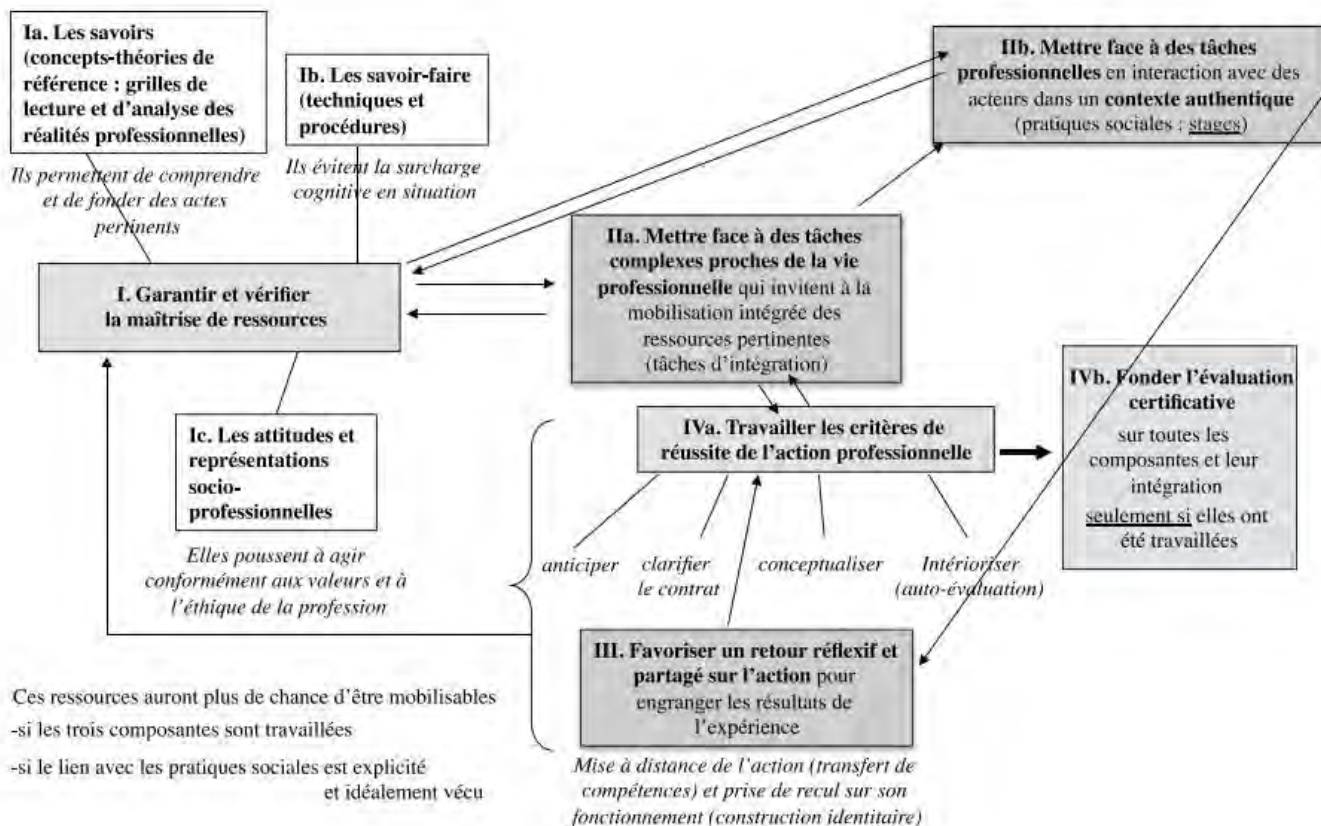 Ia. Les savoirs
(concepts-théories de
référence : grilles de
lecture et d'analyse des
réalités professionnelles)
Ils permettent de comprendre
et de fonder des actes
pertinents
Ib. Les savoir-faire
(techniques et
procédures)
Ils évitent la surcharge
cognitive en situation
IIb. Mettre face à des tâches
professionnelles en interaction avec des
acteurs dans un contexte authentique
(pratiques sociales : stages)
I. Garantir et vérifier
la maîtrise de ressources
IIa. Mettre face à des tâches
complexes proches de la vie
professionnelle qui invitent à la
mobilisation intégrée des
ressources pertinentes
(tâches d'intégration)
Ic. Les attitudes et
représentations
socio-
professionnelles
Elles poussent à agir
conformément aux valeurs et à
l'éthique de la profession
IVa. Travailler les critères de
réussite de l'action professionnelle
IVb. Fonder l'évaluation
certificative
sur toutes les
composantes et leur
intégration
seulement si elles ont
été travaillées
anticiper
clarifier
le contrat
conceptualiser
Intérioriser
(auto-évaluation)
III. Favoriser un retour réflexif et
partagé sur l'action pour
engranger les résultats de
l'expérience
Mise à distance de l'action (transfert de
compétences) et prise de recul sur son
fonctionnement (construction identitaire)
Ces ressources auront plus de chance d'être mobilisables
-si les trois composantes sont travaillées
-si le lien avec les pratiques sociales est explicité
et idéalement vécu